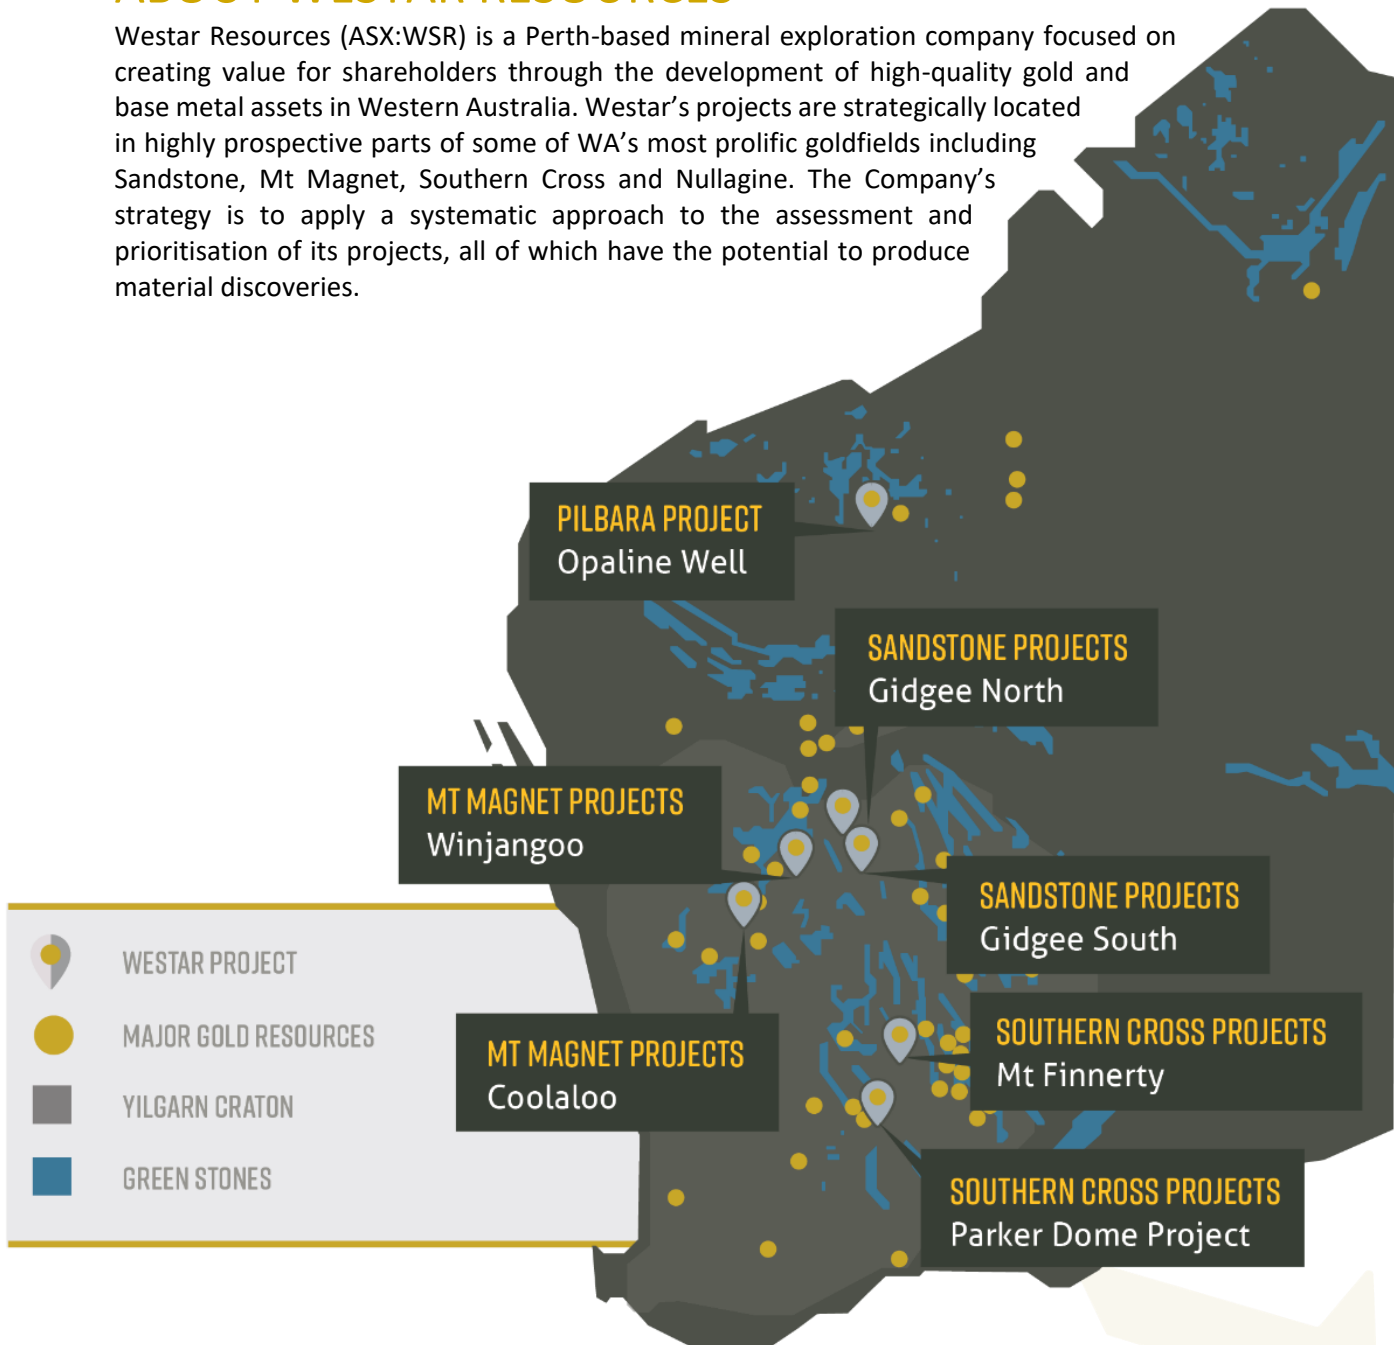 ABOUT WESTAR RESOURCES
Westar Resources (ASX:WSR) is a Perth-based mineral exploration company focused on
creating value for shareholders through the development of high-quality gold and
base metal assets in Western Australia. Westar’s projects are strategically located
in highly prospective parts of some of WA’s most prolific goldfields including
Sandstone, Mt Magnet, Southern Cross and Nullagine. The Company’s
strategy is to apply a systematic approach to the assessment and
prioritisation of its projects, all of which have the potential to produce
material discoveries.
PILBARA PROJECT
Opaline Well
SANDSTONE PROJECTS
Gidgee North
MT MAGNET PROJECTS
Winjangoo
SANDSTONE PROJECTS
Gidgee South
WESTAR PROJECT
MAJOR GOLD RESOURCES
YILGARN CRATON
GREEN STONES
MT MAGNET PROJECTS
Coolaloo
SOUTHERN CROSS PROJECTS
Mt Finnerty
SOUTHERN CROSS PROJECTS
Parker Dome Project